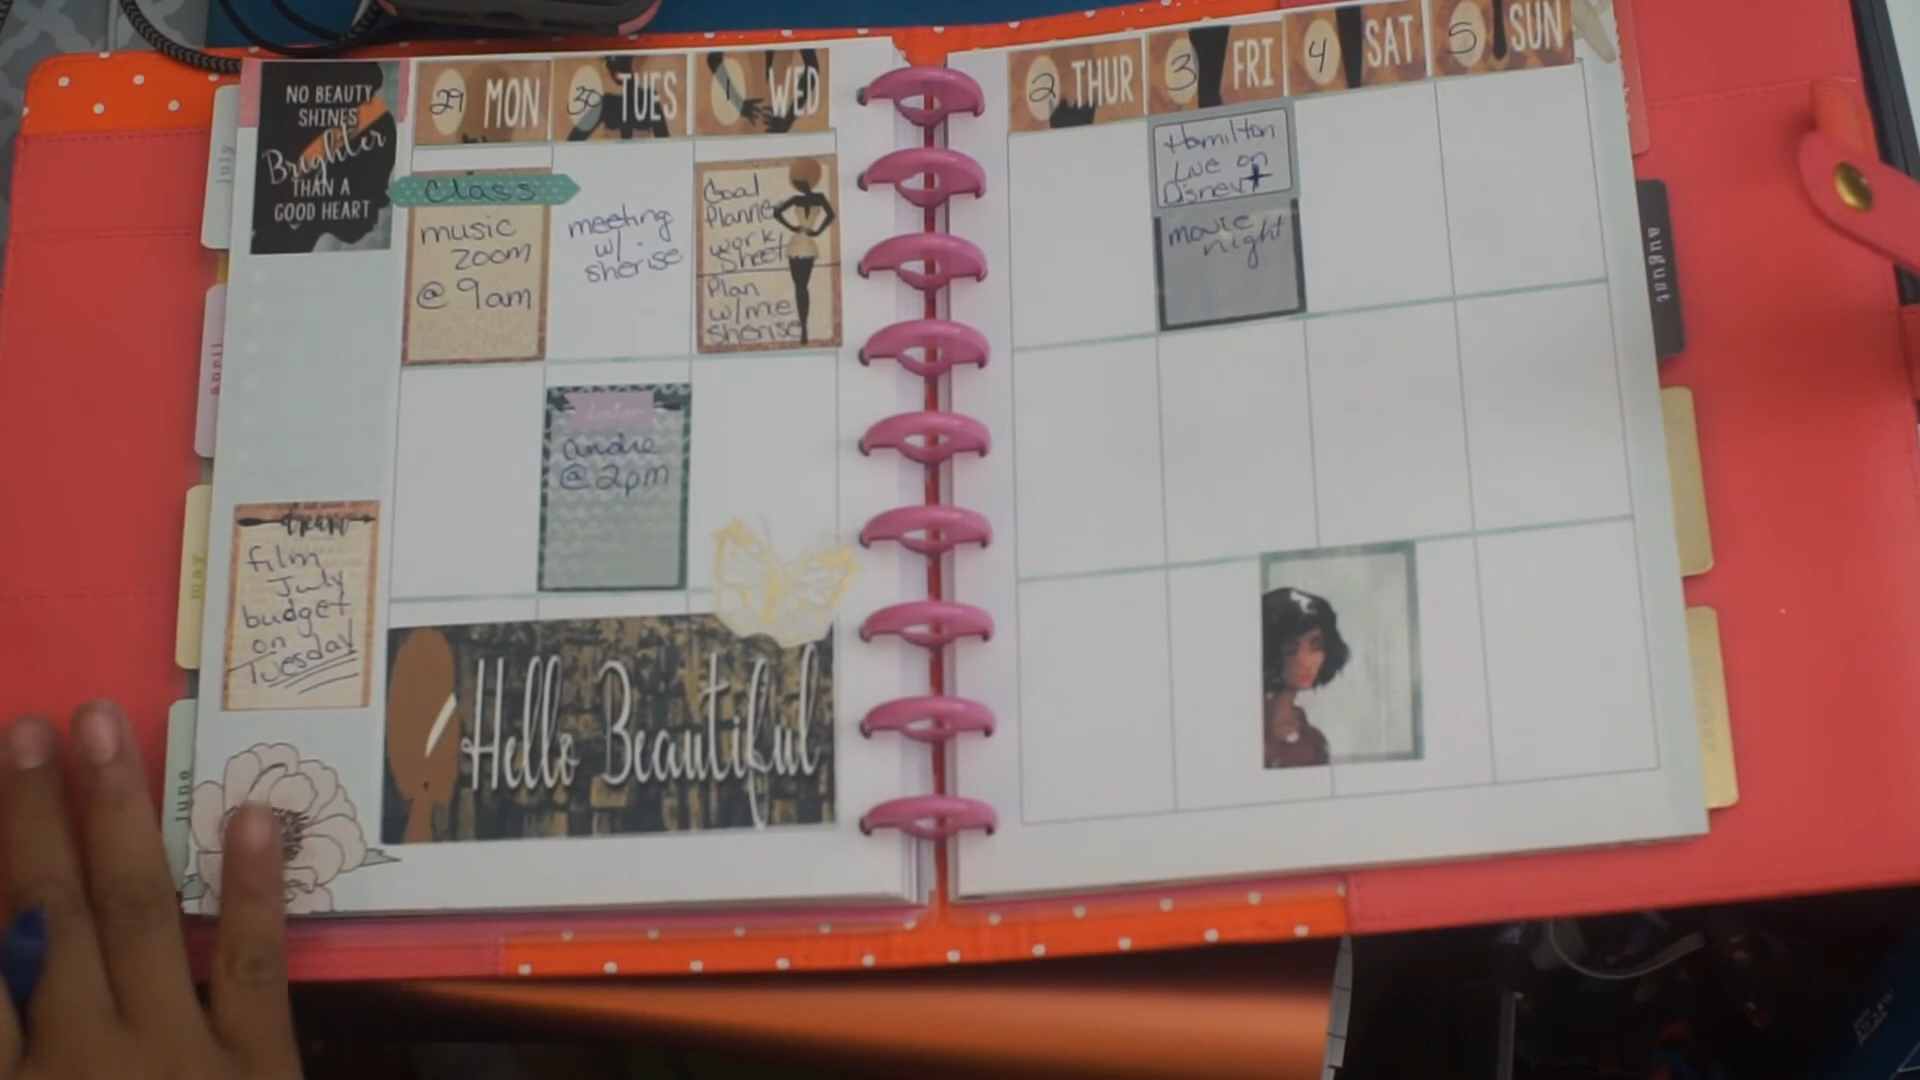 NO BEAUTY
SHINES
Brighter
THAN A
GOOD HEART
29 MON
30 TUES
1 WED
2 THUR
3 FRI
4 SAT
5 SUN
class
music
zoom
@ 9am
meeting
w/
sherise
Goal
Planner
work
sheet
Plan
w/me
sherise
Hamilton
Live on
Disney+
movie
night
andre
@ 2pm
film
July
budget
on
Tuesday
Hello Beautiful
July
april
may
June
august